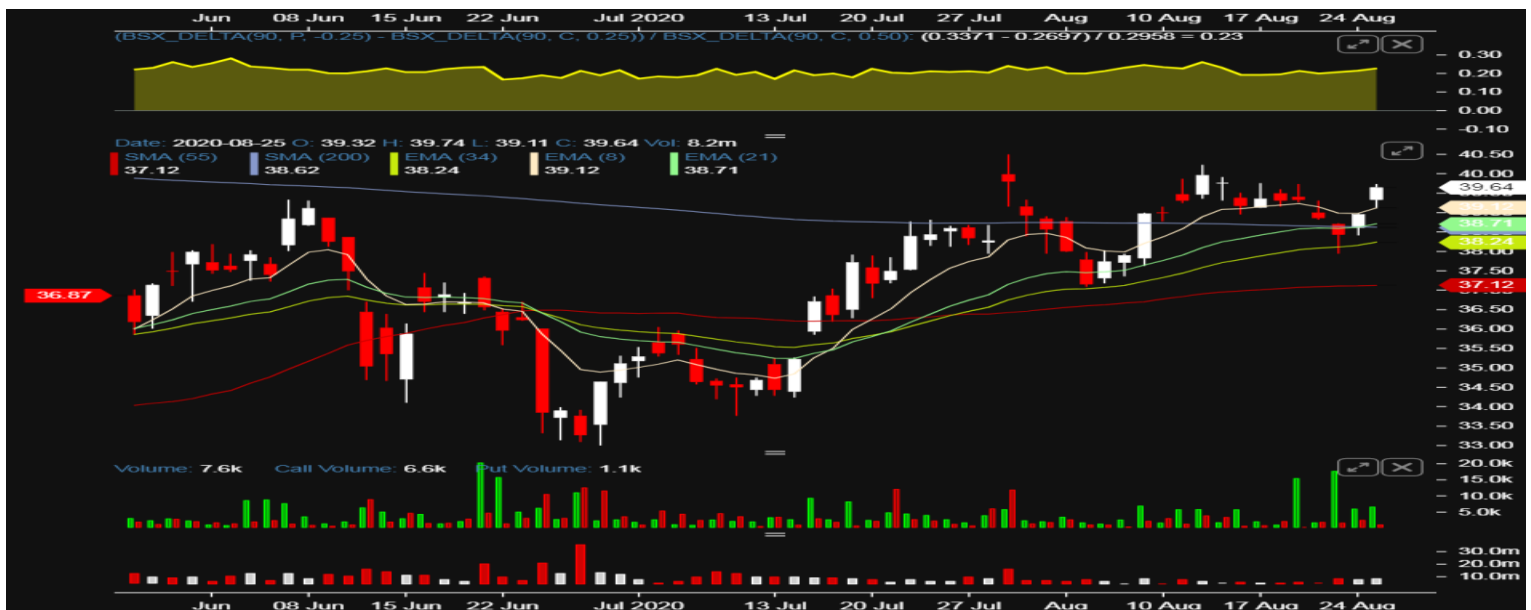 Jun 08 Jun 15 Jun 22 Jun Jul 2020 13 Jul 20 Jul 27 Jul Aug 10 Aug 17 Aug 24 Aug
(BSX_DELTA(90, P, -0.25) - BSX_DELTA(90, C, 0.25)) / BSX_DELTA(90, C, 0.50): (0.3371 - 0.2697) / 0.2958 = 0.23
0.30
0.20
0.10
0.00
-0.10
Date: 2020-08-25 O: 39.32 H: 39.74 L: 39.11 C: 39.64 Vol: 8.2m
SMA (55) SMA (200) EMA (34) EMA (8) EMA (21)
37.12 38.62 38.24 39.12 38.71
40.50
40.00
39.64
39.12
38.71
38.24
38.00
37.50
37.12
36.87
36.50
36.00
35.50
35.00
34.50
34.00
33.50
33.00
Volume: 7.6k Call Volume: 6.6k Put Volume: 1.1k
20.0k
15.0k
10.0k
5.0k
30.0m
20.0m
10.0m
Jun 08 Jun 15 Jun 22 Jun Jul 2020 13 Jul 20 Jul 27 Jul Aug 10 Aug 17 Aug 24 Aug